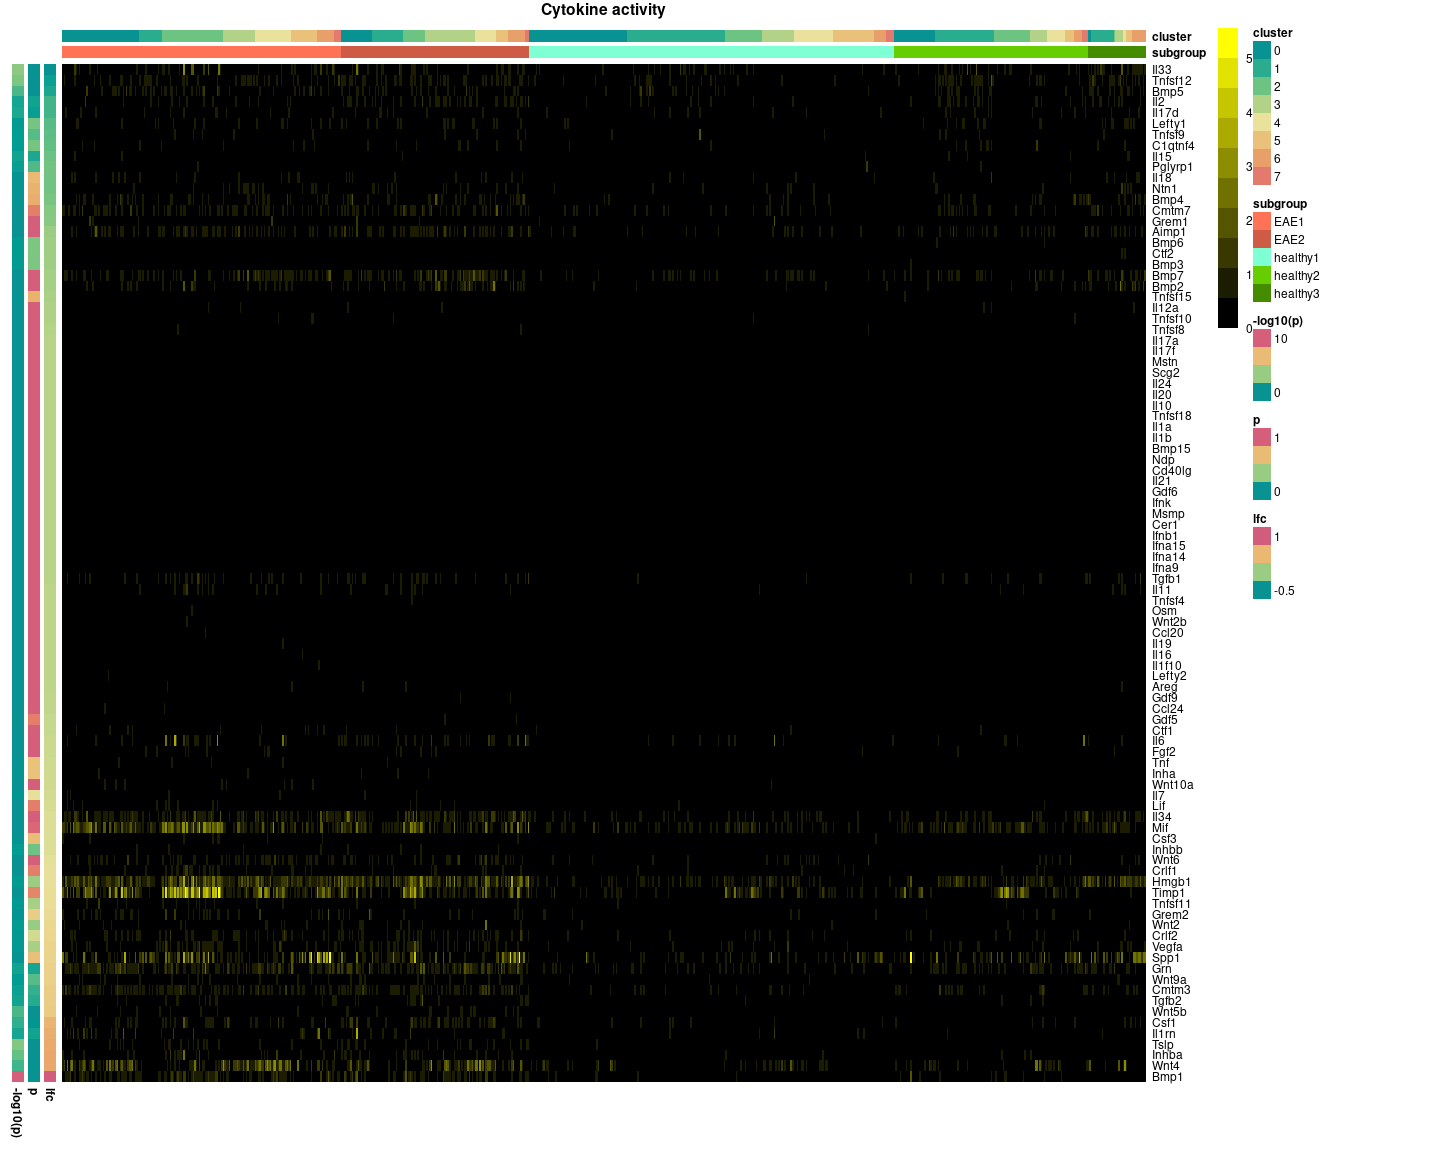 Cytokine activity
cluster
subgroup
Il33
Tnfsf12
Bmp5
Il2
Il17d
Lefty1
Tnfsf9
C1qtnf4
Il15
Pglyrp1
Il18
Ntn1
Bmp4
Cmtm7
Grem1
Aimp1
Bmp6
Ctf2
Bmp3
Bmp7
Bmp2
Tnfsf15
Il12a
Tnfsf10
Tnfsf8
Il17a
Il17f
Mstn
Scg2
Il24
Il20
Il10
Tnfsf18
Il1a
Il1b
Bmp15
Ndp
Cd40lg
Il21
Gdf6
Ifnk
Msmp
Cer1
Ifnb1
Ifna15
Ifna14
Ifna9
Tgfb1
Il11
Tnfsf4
Osm
Wnt2b
Ccl20
Il19
Il16
Il1f10
Lefty2
Areg
Gdf9
Ccl24
Gdf5
Ctf1
Il6
Fgf2
Tnf
Inha
Wnt10a
Il7
Lif
Il34
Mif
Csf3
Inhbb
Wnt6
Crlf1
Hmgb1
Timp1
Tnfsf11
Grem2
Wnt2
Crlf2
Vegfa
Spp1
Grn
Wnt9a
Cmtm3
Tgfb2
Wnt5b
Csf1
Il1rn
Tslp
Inhba
Wnt4
Bmp1
-log10(p)
p
lfc
5
4
3
2
1
0
cluster
0
1
2
3
4
5
6
7
subgroup
EAE1
EAE2
healthy1
healthy2
healthy3
-log10(p)
10
0
p
1
0
lfc
1
-0.5